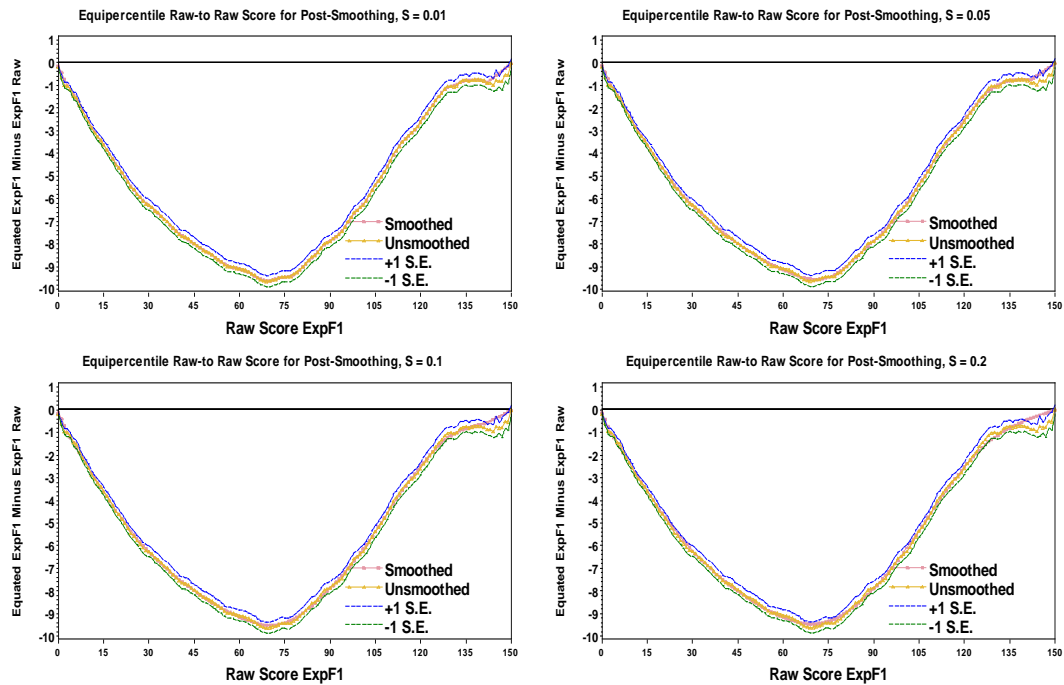 Equipercentile Raw-to Raw Score for Post-Smoothing, S = 0.01
Equated ExpF1 Minus ExpF1 Raw
1
0
-1
-2
-3
-4
-5
-6
-7
-8
-9
-10
Smoothed
Unsmoothed
+1 S.E.
-1 S.E.
0 15 30 45 60 75 90 105 120 135 150
Raw Score ExpF1
Equipercentile Raw-to Raw Score for Post-Smoothing, S = 0.05
Equated ExpF1 Minus ExpF1 Raw
1
0
-1
-2
-3
-4
-5
-6
-7
-8
-9
-10
Smoothed
Unsmoothed
+1 S.E.
-1 S.E.
0 15 30 45 60 75 90 105 120 135 150
Raw Score ExpF1
Equipercentile Raw-to Raw Score for Post-Smoothing, S = 0.1
Equated ExpF1 Minus ExpF1 Raw
1
0
-1
-2
-3
-4
-5
-6
-7
-8
-9
-10
Smoothed
Unsmoothed
+1 S.E.
-1 S.E.
0 15 30 45 60 75 90 105 120 135 150
Raw Score ExpF1
Equipercentile Raw-to Raw Score for Post-Smoothing, S = 0.2
Equated ExpF1 Minus ExpF1 Raw
1
0
-1
-2
-3
-4
-5
-6
-7
-8
-9
-10
Smoothed
Unsmoothed
+1 S.E.
-1 S.E.
0 15 30 45 60 75 90 105 120 135 150
Raw Score ExpF1